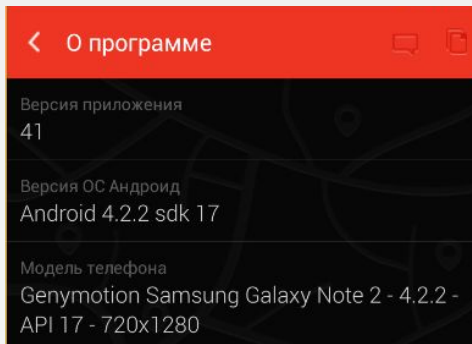 О программе
Версия приложения
41
Версия ОС Андроид
Android 4.2.2 sdk 17
Модель телефона
Genymotion Samsung Galaxy Note 2 - 4.2.2 -
API 17 - 720x1280